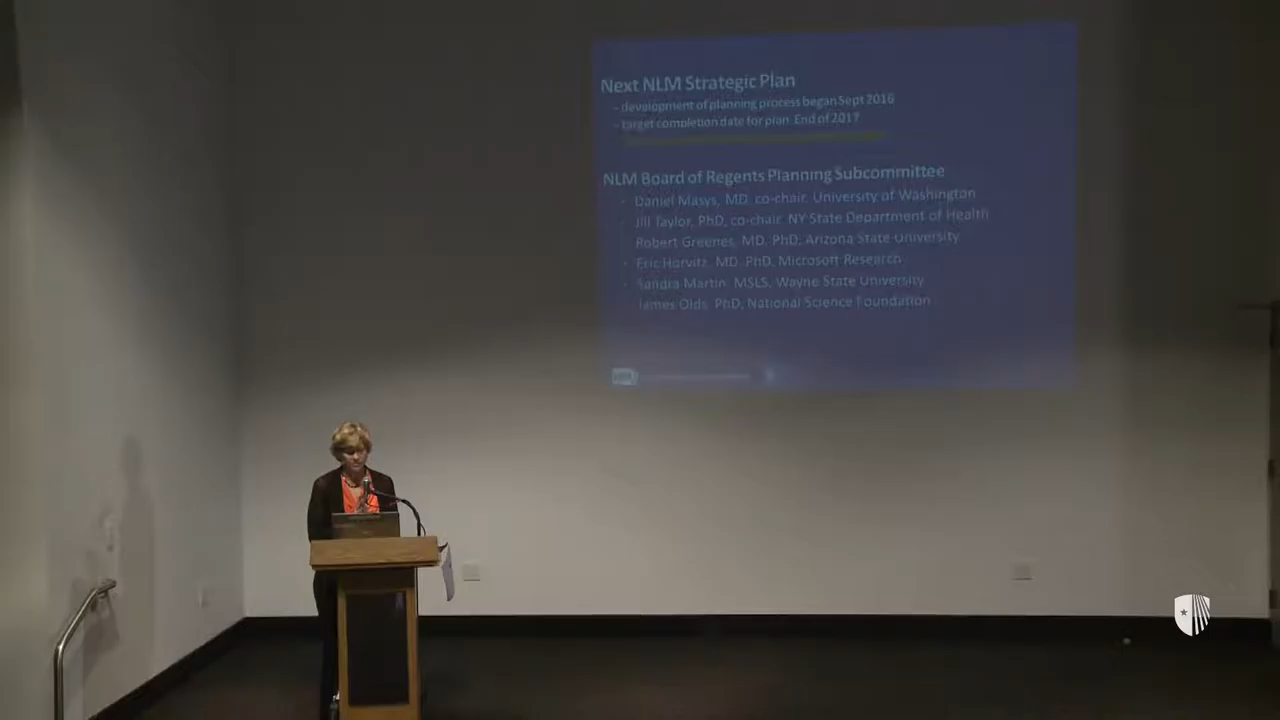 Next NLM Strategic Plan
– development of planning process began Sept 2016
– target completion date for plan End of 2017
NLM Board of Regents Planning Subcommittee
Daniel Masys, MD, co-chair, University of Washington
Jill Taylor, PhD, co-chair, NY State Department of Health
Robert Greenes, MD, PhD, Arizona State University
Eric Horvitz, MD, PhD, Microsoft Research
Sandra Martin, MSLS, Wayne State University
James Olds, PhD, National Science Foundation